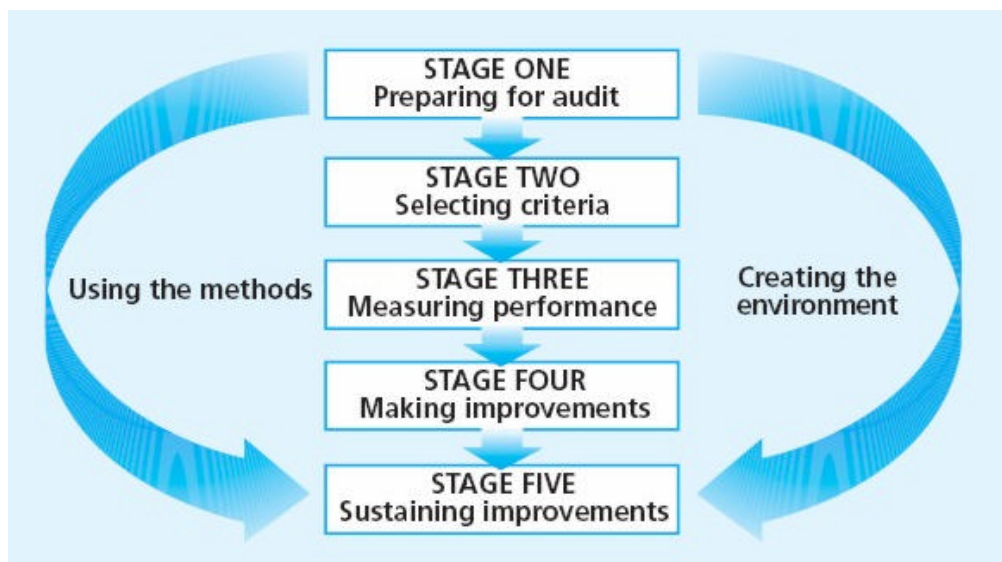 STAGE ONE
Preparing for audit
STAGE TWO
Selecting criteria
STAGE THREE
Measuring performance
STAGE FOUR
Making improvements
STAGE FIVE
Sustaining improvements
Using the methods
Creating the
environment